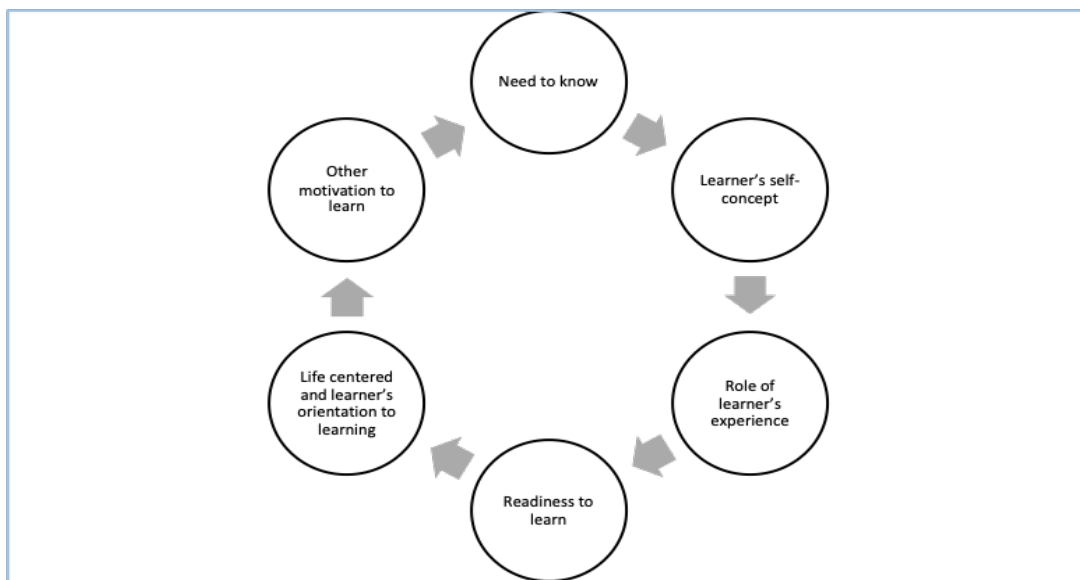 Need to know
Learner’s self-
concept
Role of
learner’s
experience
Readiness to
learn
Life centered
and learner’s
orientation to
learning
Other
motivation to
learn